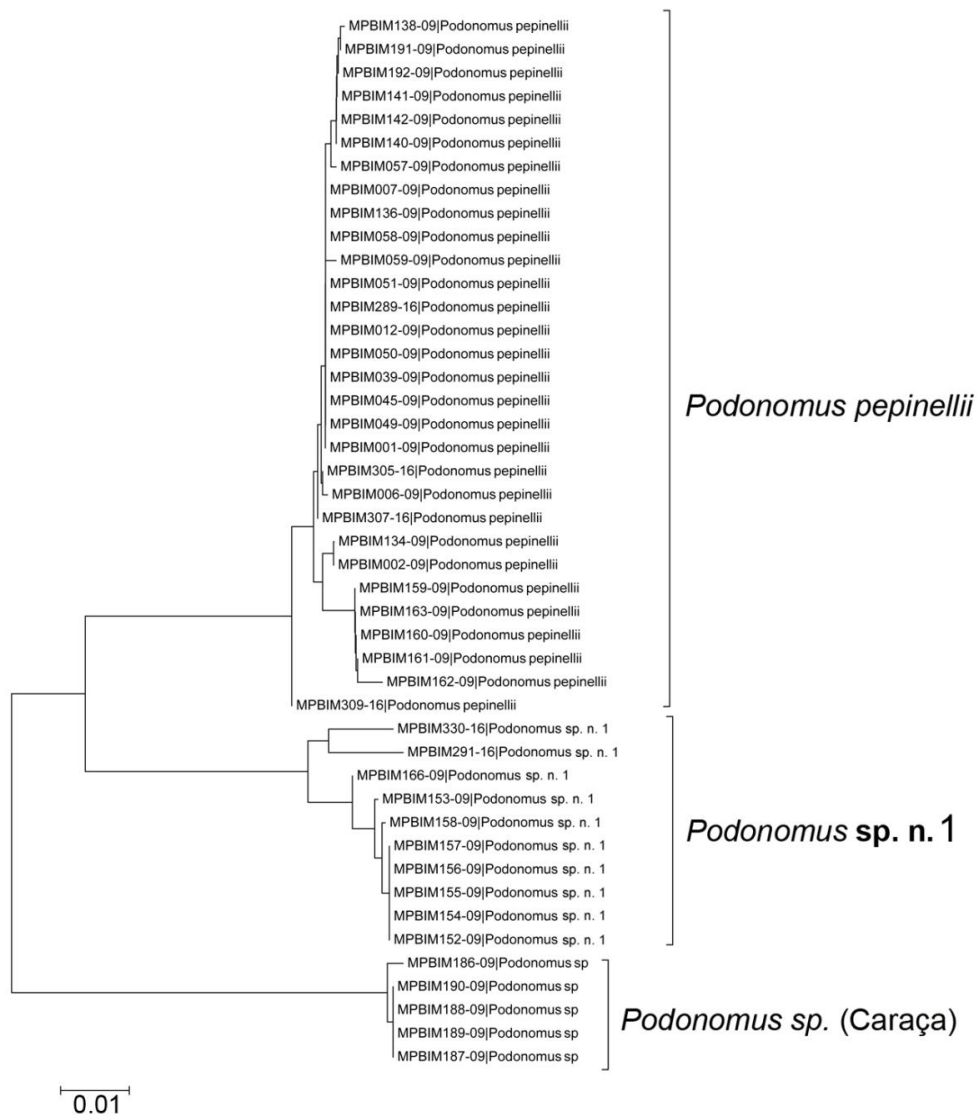 MPBIM138-09|Podonomus pepinellii
MPBIM191-09|Podonomus pepinellii
MPBIM192-09|Podonomus pepinellii
MPBIM141-09|Podonomus pepinellii
MPBIM142-09|Podonomus pepinellii
MPBIM140-09|Podonomus pepinellii
MPBIM057-09|Podonomus pepinellii
MPBIM007-09|Podonomus pepinellii
MPBIM136-09|Podonomus pepinellii
MPBIM058-09|Podonomus pepinellii
MPBIM059-09|Podonomus pepinellii
MPBIM051-09|Podonomus pepinellii
MPBIM289-16|Podonomus pepinellii
MPBIM012-09|Podonomus pepinellii
MPBIM050-09|Podonomus pepinellii
MPBIM039-09|Podonomus pepinellii
MPBIM045-09|Podonomus pepinellii
MPBIM049-09|Podonomus pepinellii
MPBIM001-09|Podonomus pepinellii
MPBIM305-16|Podonomus pepinellii
MPBIM006-09|Podonomus pepinellii
MPBIM307-16|Podonomus pepinellii
MPBIM134-09|Podonomus pepinellii
MPBIM002-09|Podonomus pepinellii
MPBIM159-09|Podonomus pepinellii
MPBIM163-09|Podonomus pepinellii
MPBIM160-09|Podonomus pepinellii
MPBIM161-09|Podonomus pepinellii
MPBIM162-09|Podonomus pepinellii
MPBIM309-16|Podonomus pepinellii
Podonomus pepinellii
MPBIM330-16|Podonomus sp. n. 1
MPBIM291-16|Podonomus sp. n. 1
MPBIM166-09|Podonomus sp. n. 1
MPBIM153-09|Podonomus sp. n. 1
MPBIM158-09|Podonomus sp. n. 1
MPBIM157-09|Podonomus sp. n. 1
MPBIM156-09|Podonomus sp. n. 1
MPBIM155-09|Podonomus sp. n. 1
MPBIM154-09|Podonomus sp. n. 1
MPBIM152-09|Podonomus sp. n. 1
Podonomus sp. n. 1
MPBIM186-09|Podonomus sp
MPBIM190-09|Podonomus sp
MPBIM188-09|Podonomus sp
MPBIM189-09|Podonomus sp
MPBIM187-09|Podonomus sp
Podonomus sp. (Caraça)
0.01